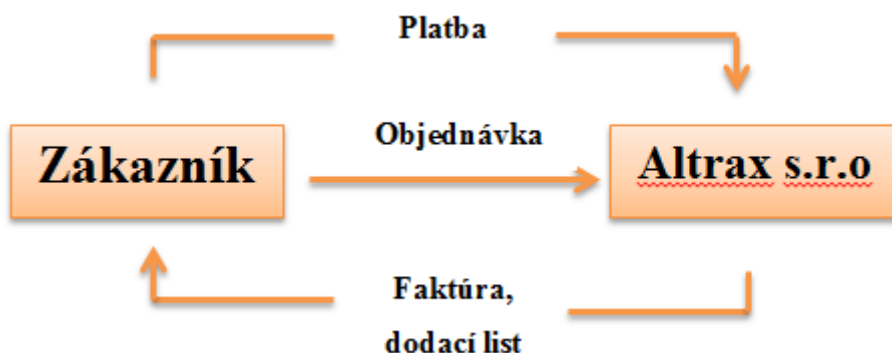 Platba
Objednávka
Zákazník
Altrax s.r.o
Faktúra,
dodací list